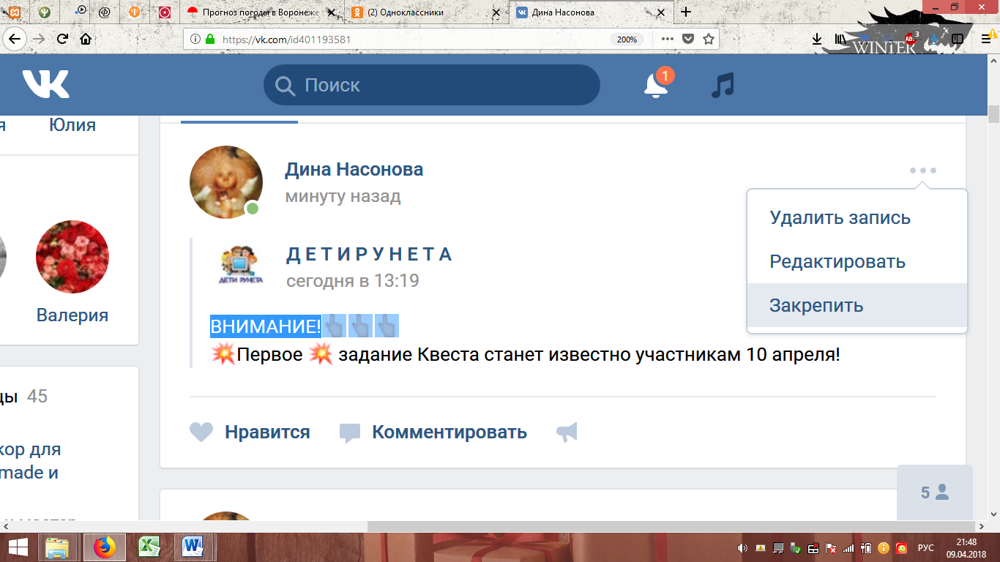 Прогноз погоды в Воронеже
(2) Одноклассники
Дина Насонова
https://vk.com/id401193581
200%
3
WINTER
Поиск
1
я
Юлия
Дина Насонова
минуту назад
Удалить запись
Редактировать
Закрепить
Д Е Т И Р У Н Е Т А
сегодня в 13:19
ДЕТИ РУНЕТА
Валерия
ВНИМАНИЕ!👆👆👆
💥Первое 💥 задание Квеста станет известно участникам 10 апреля!
цы 45
Нравится
Комментировать
кор для
made и
5
РУС
21:48
09.04.2018